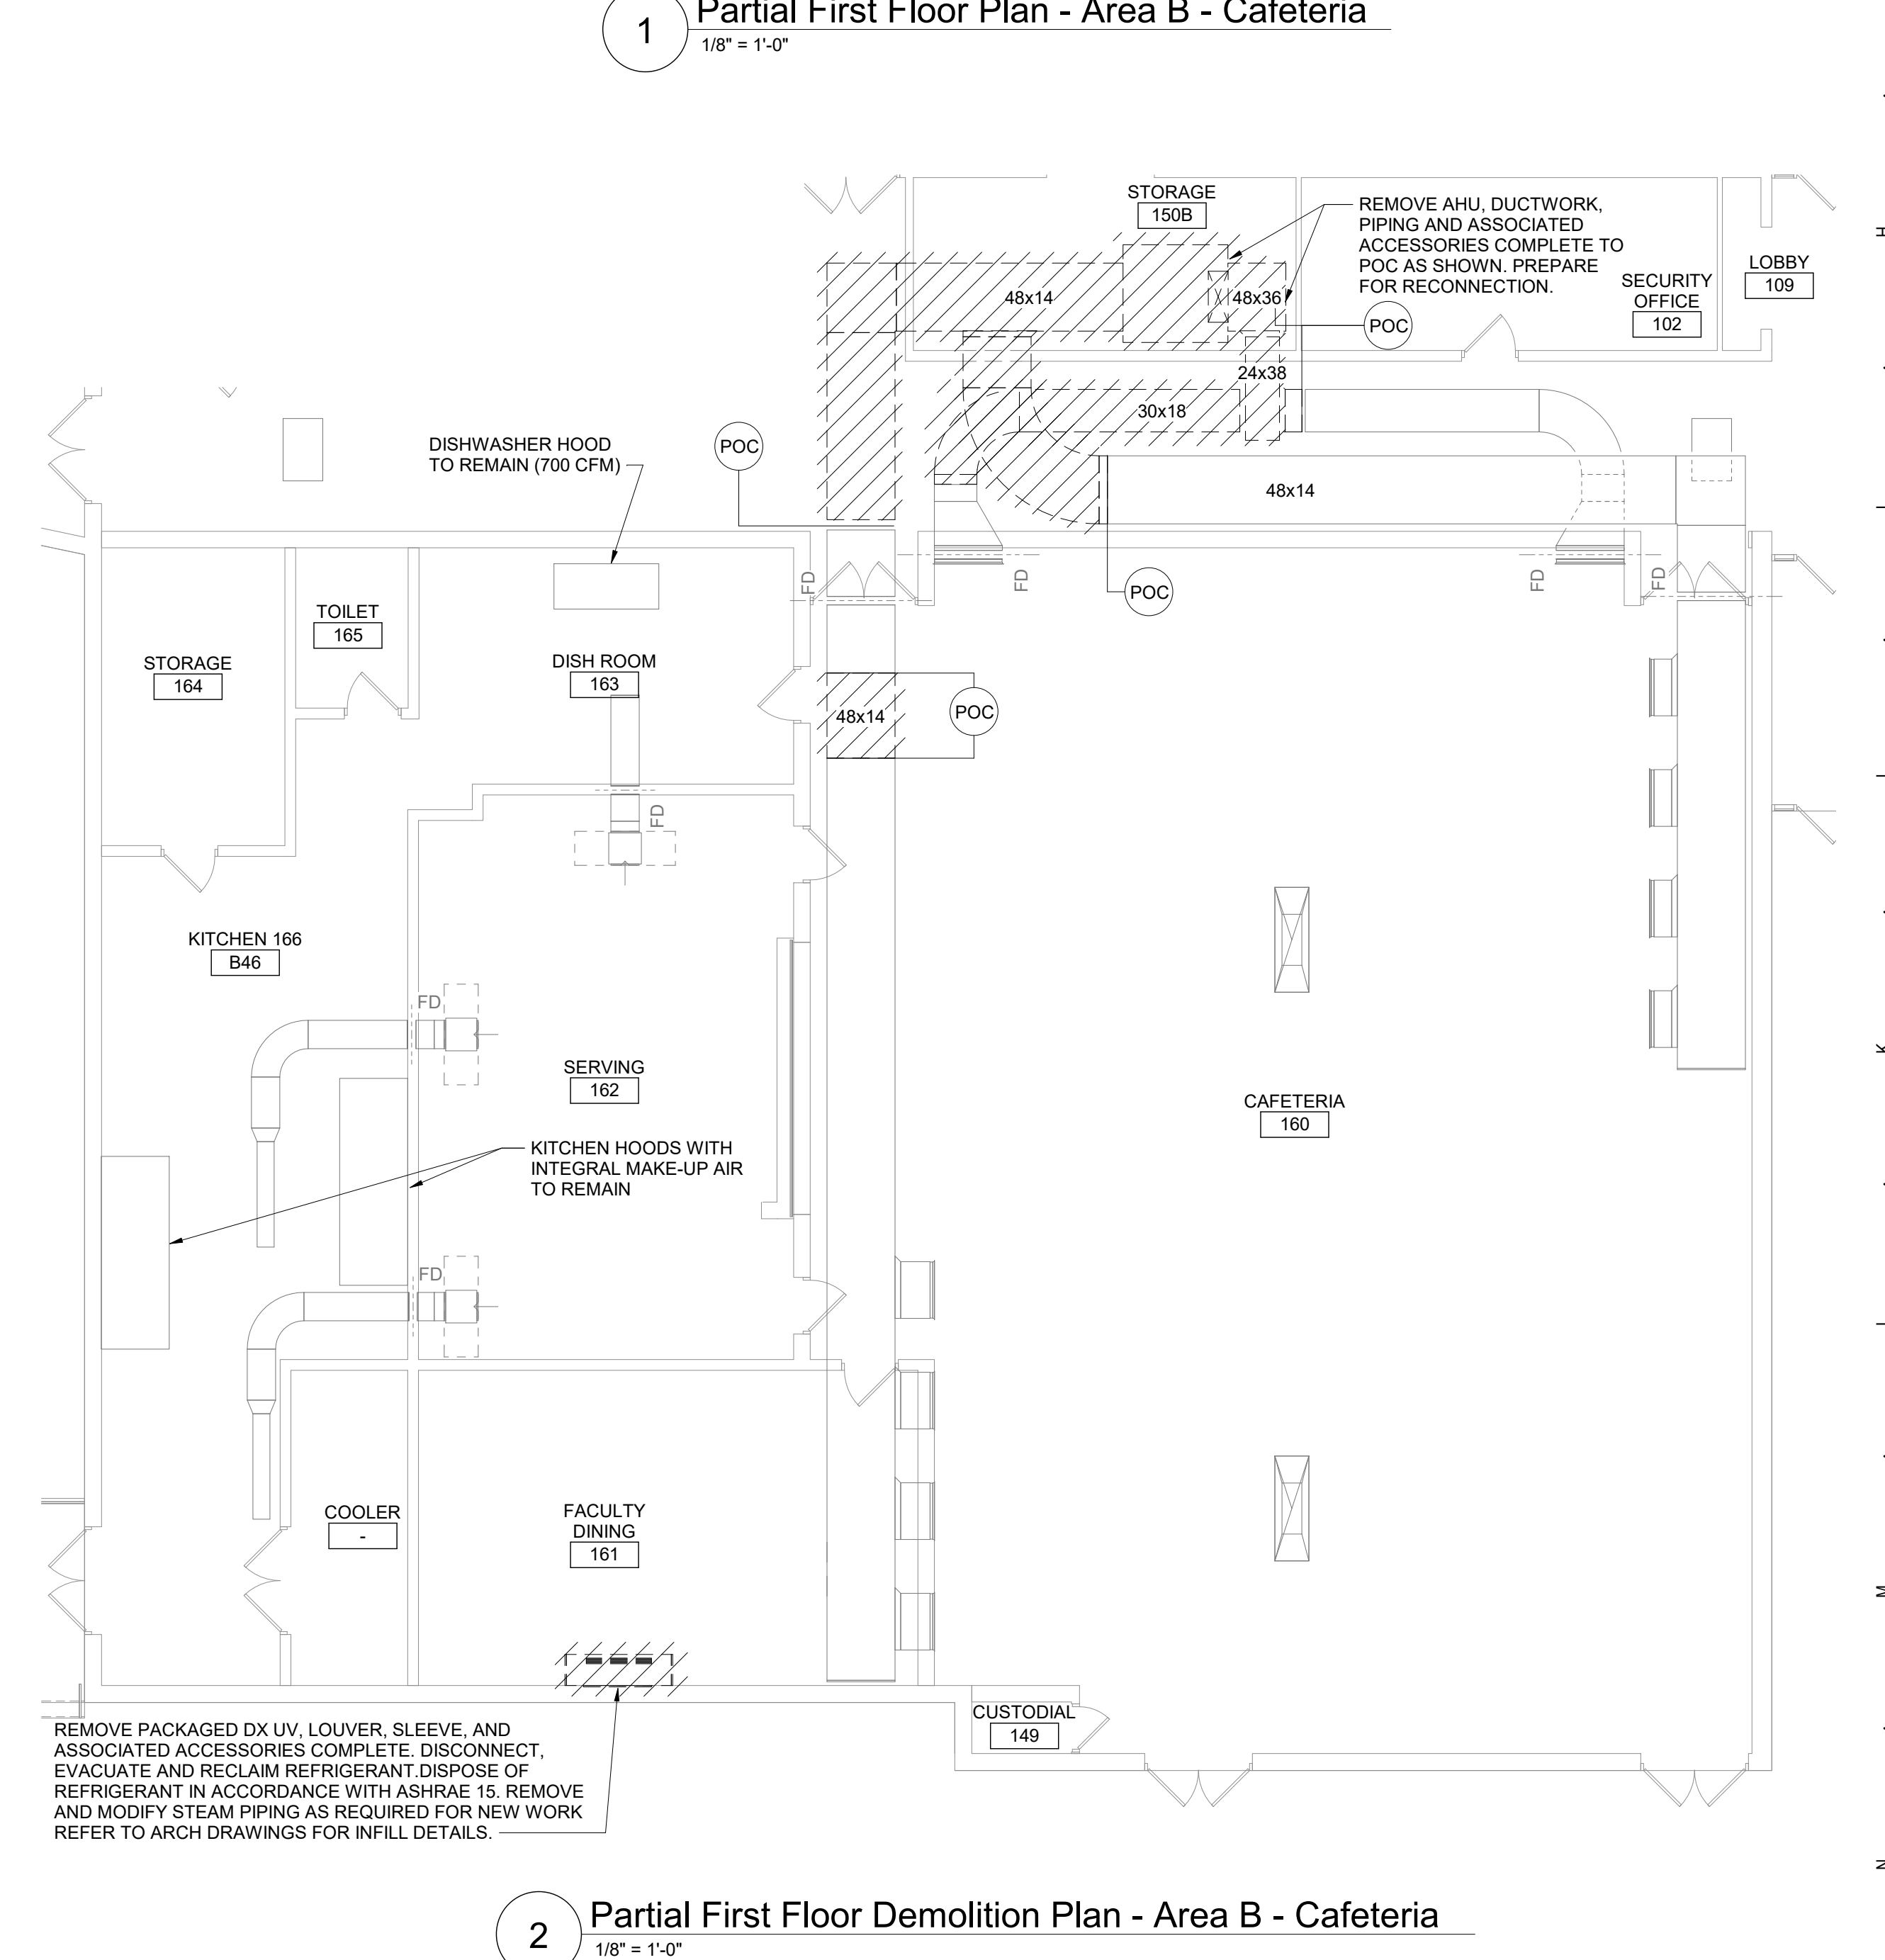 1
Partial First Floor Plan - Area B - Cafeteria
1/8" = 1'-0"
STORAGE
150B
REMOVE AHU, DUCTWORK,
PIPING AND ASSOCIATED
ACCESSORIES COMPLETE TO
POC AS SHOWN. PREPARE
FOR RECONNECTION.
SECURITY
OFFICE
102
LOBBY
109
H
48x14
48x36
POC
24x38
30x18
DISHWASHER HOOD
TO REMAIN (700 CFM)
POC
48x14
FD
FD
FD
FD
POC
TOILET
165
STORAGE
164
DISH ROOM
163
48x14
POC
FD
KITCHEN 166
B46
FD
K
SERVING
162
CAFETERIA
160
KITCHEN HOODS WITH
INTEGRAL MAKE-UP AIR
TO REMAIN
FD
COOLER
-
FACULTY
DINING
161
M
CUSTODIAL
149
REMOVE PACKAGED DX UV, LOUVER, SLEEVE, AND
ASSOCIATED ACCESSORIES COMPLETE. DISCONNECT,
EVACUATE AND RECLAIM REFRIGERANT.DISPOSE OF
REFRIGERANT IN ACCORDANCE WITH ASHRAE 15. REMOVE
AND MODIFY STEAM PIPING AS REQUIRED FOR NEW WORK
REFER TO ARCH DRAWINGS FOR INFILL DETAILS.
N
2
Partial First Floor Demolition Plan - Area B - Cafeteria
1/8" = 1'-0"